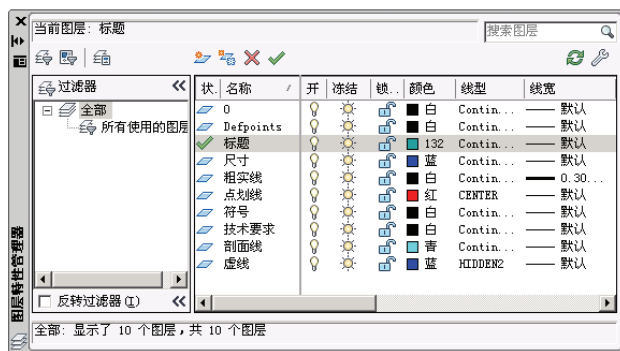 当前图层: 标题
搜索图层
过滤器
全部
所有使用的图层
反转过滤器(I)
状. 名称 开 冻结 锁.. 颜色 线型 线宽
0 白 Contin... 默认
Defpoints 白 Contin... 默认
标题 132 Contin... 默认
尺寸 蓝 Contin... 默认
粗实线 白 Contin... 0.30...
点划线 红 CENTER 默认
符号 白 Contin... 默认
技术要求 白 Contin... 默认
剖面线 青 Contin... 默认
虚线 蓝 HIDDEN2 默认
全部: 显示了 10 个图层，共 10 个图层
图层特性管理器